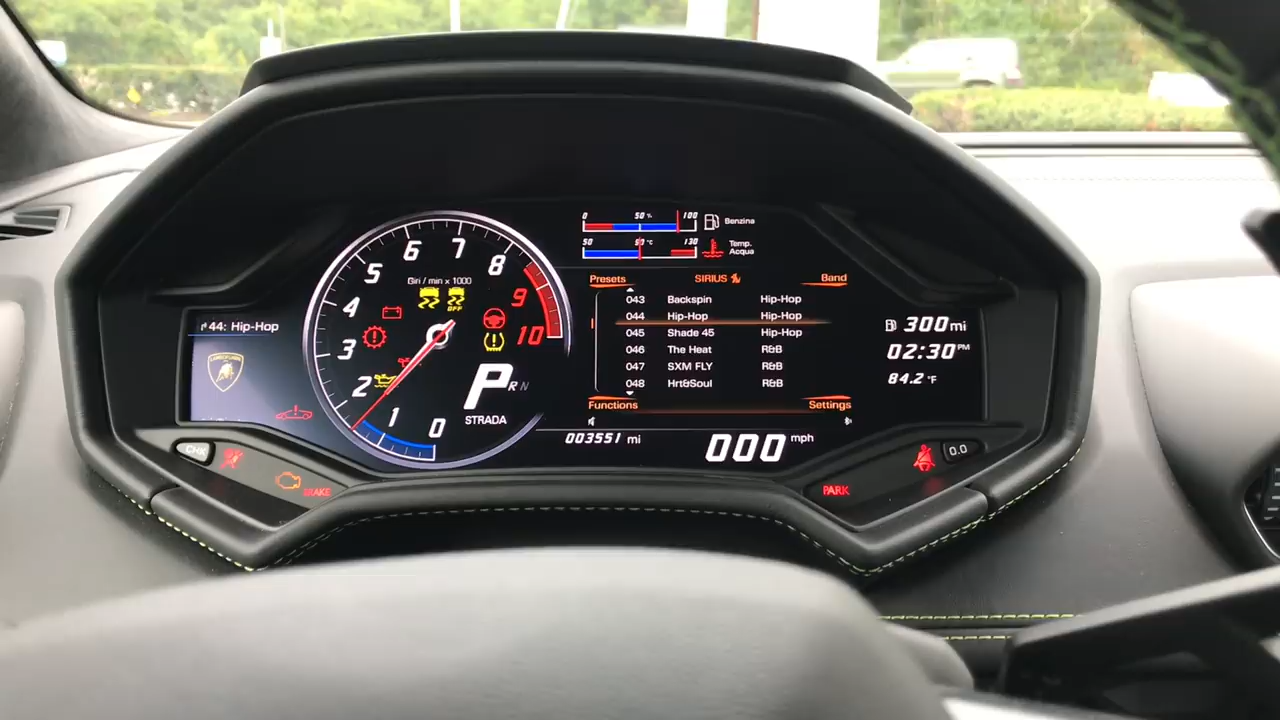 44: Hip-Hop
LAMBORGHINI
CHK
BRAKE
Giri / min x 1000
0
1
2
3
4
5
6
7
8
9
10
OFF
P R N
STRADA
0 50 % 100
Benzina
50 90 °C 130
Temp.
Acqua
Presets SIRIUS Band
043 Backspin Hip-Hop
044 Hip-Hop Hip-Hop
045 Shade 45 Hip-Hop
046 The Heat R&B
047 SXM FLY R&B
048 Hrt&Soul R&B
Functions Settings
003551 mi
000 mph
300 mi
02:30 PM
84.2 °F
PARK
0.0